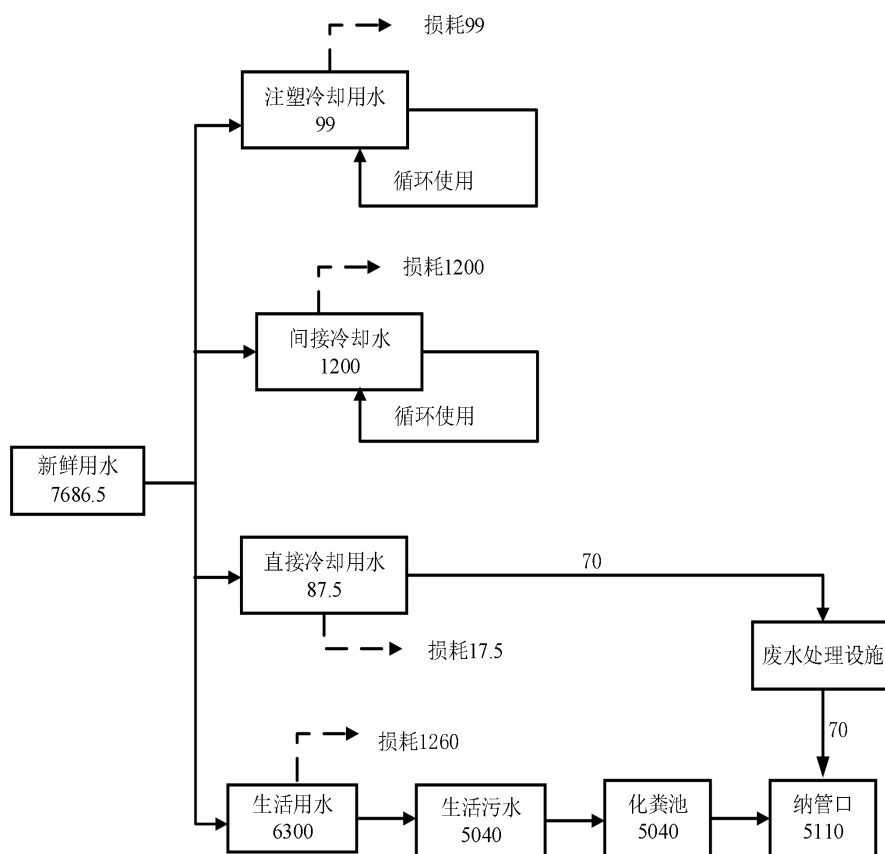 损耗99
注塑冷却用水
99
循环使用
损耗1200
间接冷却水
1200
循环使用
新鲜用水
7686.5
直接冷却用水
87.5
70
损耗17.5
废水处理设施
70
损耗1260
生活用水
6300
生活污水
5040
化粪池
5040
纳管口
5110